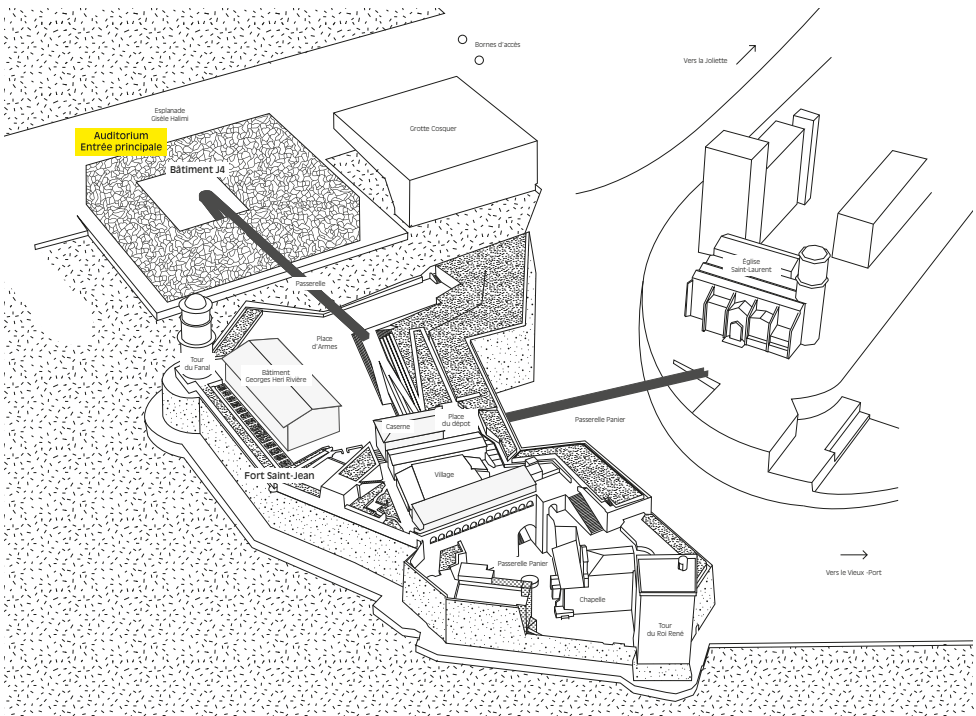 Bornes d'accès
Vers la Joliette
Esplanade
Gisèle Halimi
Auditorium
Entrée principale
Grotte Cosquer
Bâtiment J4
Église
Saint-Laurent
Passerelle
Place
d'Armes
Tour
du Fanal
Bâtiment
Georges Heri Rivière
Passerelle Panier
Place
du dépot
Caserne
Fort Saint-Jean
Village
Passerelle Panier
Vers le Vieux -Port
Chapelle
Tour
du Roi René